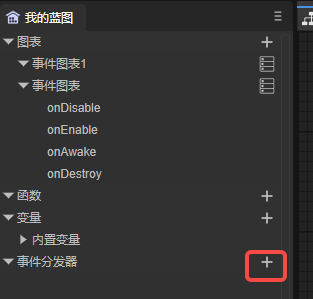 我的蓝图
图表
事件图表1
事件图表
onDisable
onEnable
onAwake
onDestroy
函数
变量
内置变量
事件分发器